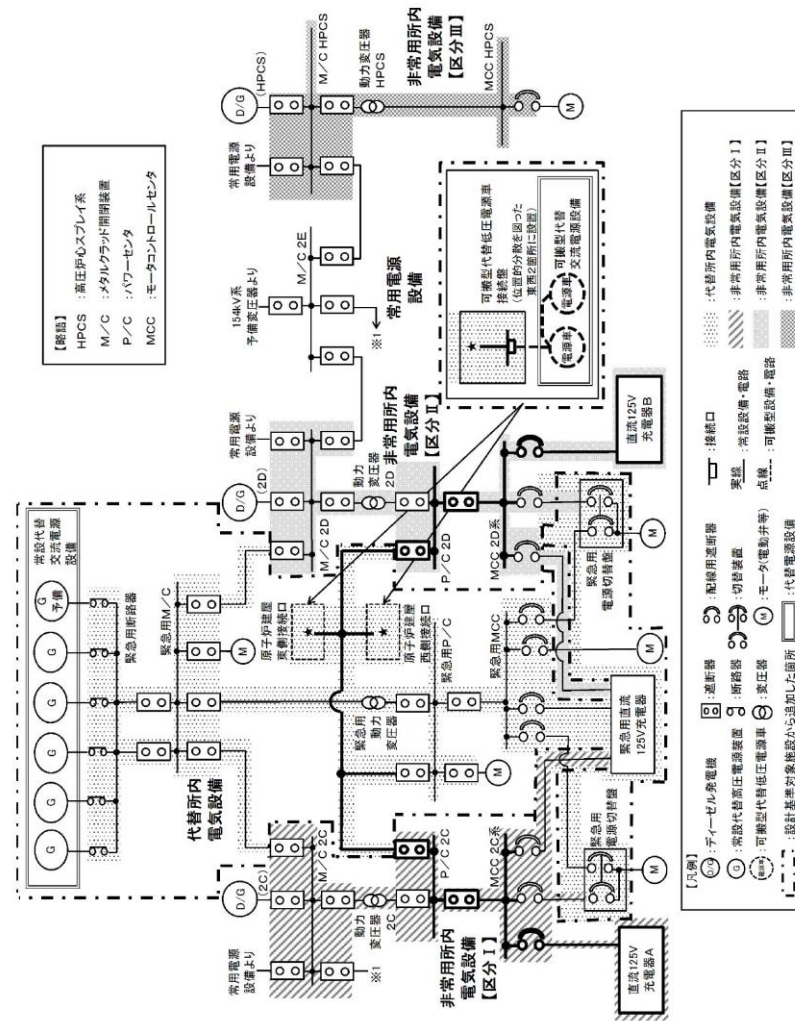 【略語】
HPCS :高圧炉心スプレイ系
M/C :メタルクラッド開閉装置
P/C :パワーセンタ
MCC :モータコントロールセンタ
常設代替
交流電源
設備
G
G
G
G
G
G
予備
緊急用断路器
緊急用M/C
M
代替所内
電気設備
常用電源
設備より
D/G
(2C)
M/C 2C
※1
動力
変圧器
2C
非常用所内
電気設備
【区分Ⅰ】
P/C 2C
MCC 2C系
直流125V
充電器A
緊急用
電源切替盤
M
緊急用
動力
変圧器
緊急用P/C
M
緊急用MCC
M
緊急用直流
125V充電器
原子炉建屋
東側接続口
原子炉建屋
西側接続口
D/G
(2D)
常用電源
設備より
M/C 2D
動力
変圧器
2D
非常用所内
電気設備
【区分Ⅱ】
P/C 2D
MCC 2D系
直流125V
充電器B
緊急用
電源切替盤
M
154kV系
予備変圧器より
M/C 2E
※1
常用電源
設備
可搬型代替低圧電源車
接続盤
(位置的分散を図った
東西2箇所に設置)
電源車
電源車
可搬型代替
交流電源設備
常用電源
設備より
D/G
(HPCS)
M/C HPCS
動力変圧器
HPCS
非常用所内
電気設備
【区分Ⅲ】
MCC HPCS
M
【凡例】
D/G :ディーゼル発電機
G :常設代替高圧電源装置
電源車 :可搬型代替低圧電源車
:設計基準対象施設から追加した箇所
:遮断器
:断路器
:変圧器
:代替電源設備
:配線用遮断器
:切替装置
M :モータ(電動弁等)
:接続口
実線 :常設設備・電路
点線 :可搬型設備・電路
:代替所内電気設備
:非常用所内電気設備【区分Ⅰ】
:非常用所内電気設備【区分Ⅱ】
:非常用所内電気設備【区分Ⅲ】